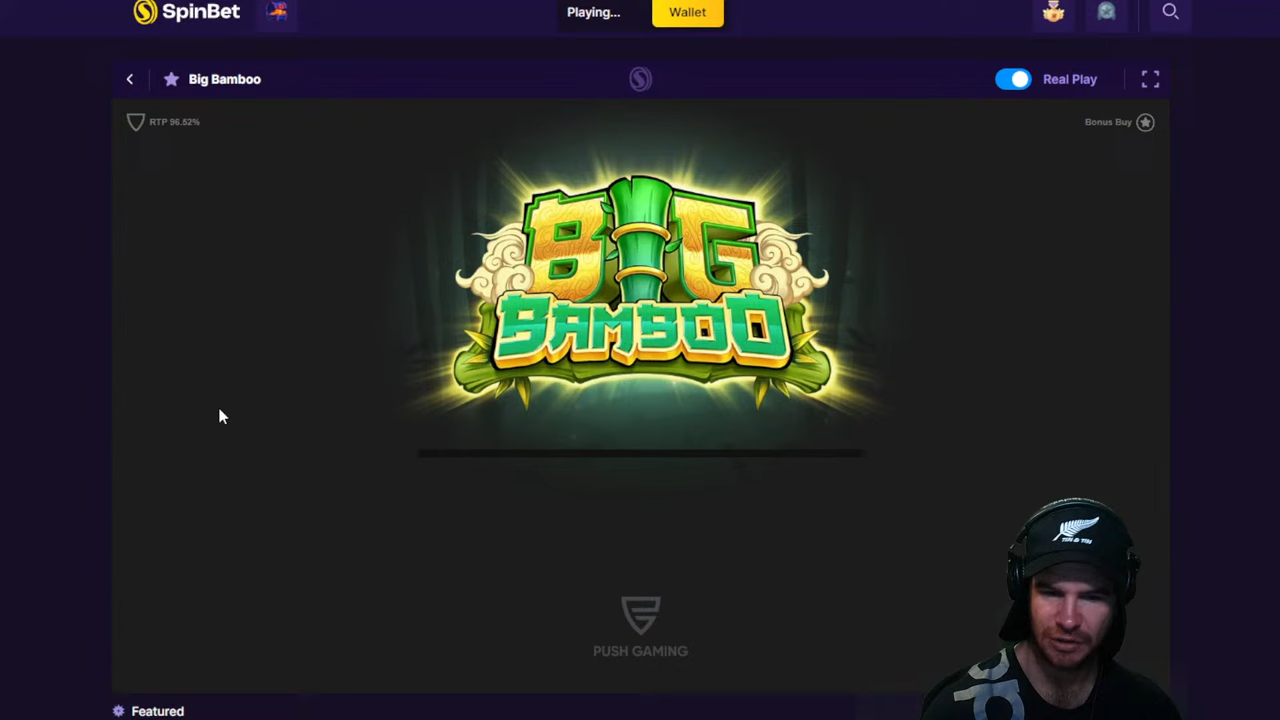 SpinBet
Playing...
Wallet
Big Bamboo
Real Play
RTP 96.52%
Bonus Buy
BIG
BAMBOO
PUSH GAMING
Featured